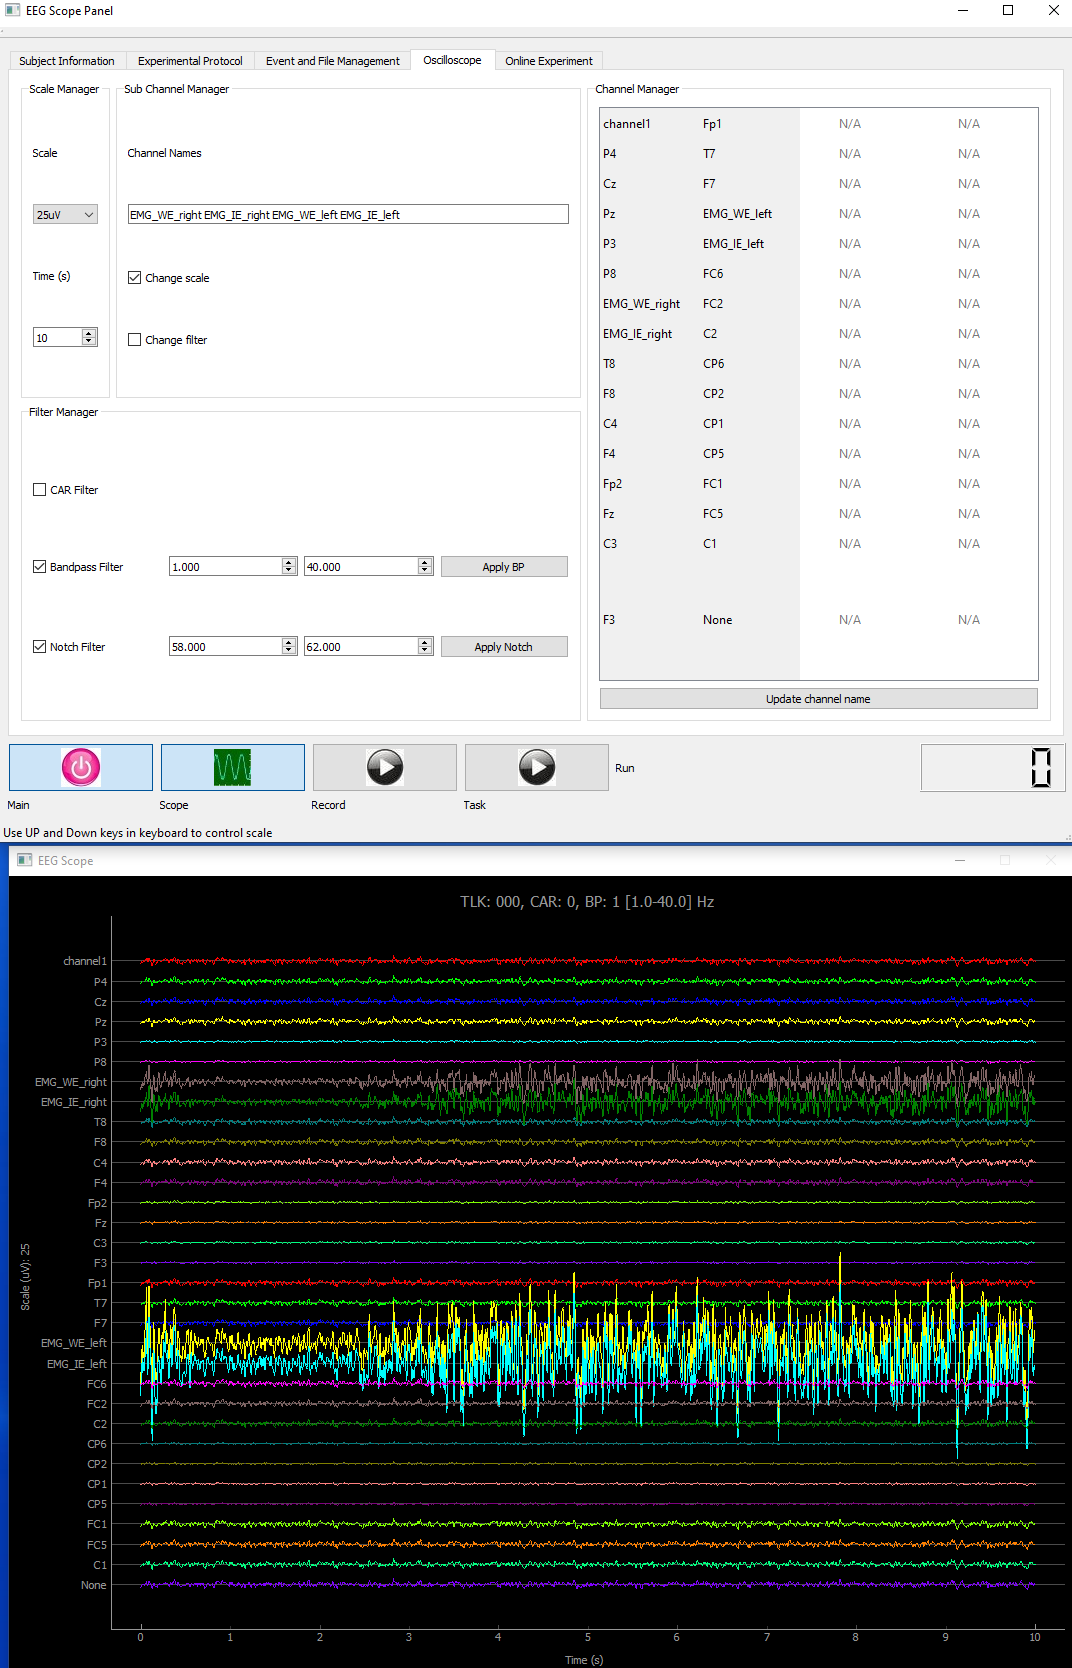 EEG Scope Panel
Subject Information Experimental Protocol Event and File Management Oscilloscope Online Experiment
Scale Manager Sub Channel Manager Channel Manager
Scale Channel Names
25uV EMG_WE_right EMG_IE_right EMG_WE_left EMG_IE_left
Time (s) Change scale
10 Change filter
Filter Manager
CAR Filter
Bandpass Filter 1.000 40.000 Apply BP
Notch Filter 58.000 62.000 Apply Notch
channel1 Fp1 N/A N/A
P4 T7 N/A N/A
Cz F7 N/A N/A
Pz EMG_WE_left N/A N/A
P3 EMG_IE_left N/A N/A
P8 FC6 N/A N/A
EMG_WE_right FC2 N/A N/A
EMG_IE_right C2 N/A N/A
T8 CP6 N/A N/A
F8 CP2 N/A N/A
C4 CP1 N/A N/A
F4 CP5 N/A N/A
Fp2 FC1 N/A N/A
Fz FC5 N/A N/A
C3 C1 N/A N/A
F3 None N/A N/A
Update channel name
Run 0
Main Scope Record Task
Use UP and Down keys in keyboard to control scale
EEG Scope
TLK: 000, CAR: 0, BP: 1 [1.0-40.0] Hz
Scale (uV): 25
channel1
P4
Cz
Pz
P3
P8
EMG_WE_right
EMG_IE_right
T8
F8
C4
F4
Fp2
Fz
C3
F3
Fp1
T7
F7
EMG_WE_left
EMG_IE_left
FC6
FC2
C2
CP6
CP2
CP1
CP5
FC1
FC5
C1
None
0 1 2 3 4 5 6 7 8 9 10
Time (s)